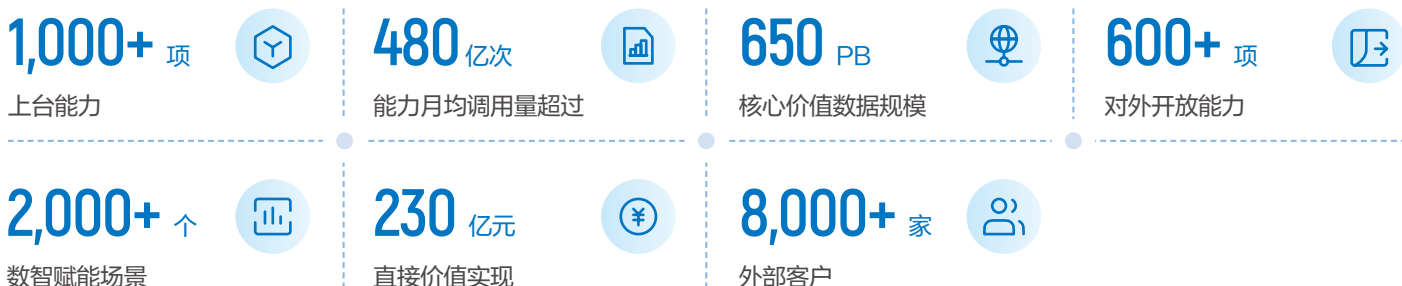 1,000+ 项
上台能力
480 亿次
能力月均调用量超过
650 PB
核心价值数据规模
600+ 项
对外开放能力
2,000+ 个
数智赋能场景
230 亿元
直接价值实现
8,000+ 家
外部客户